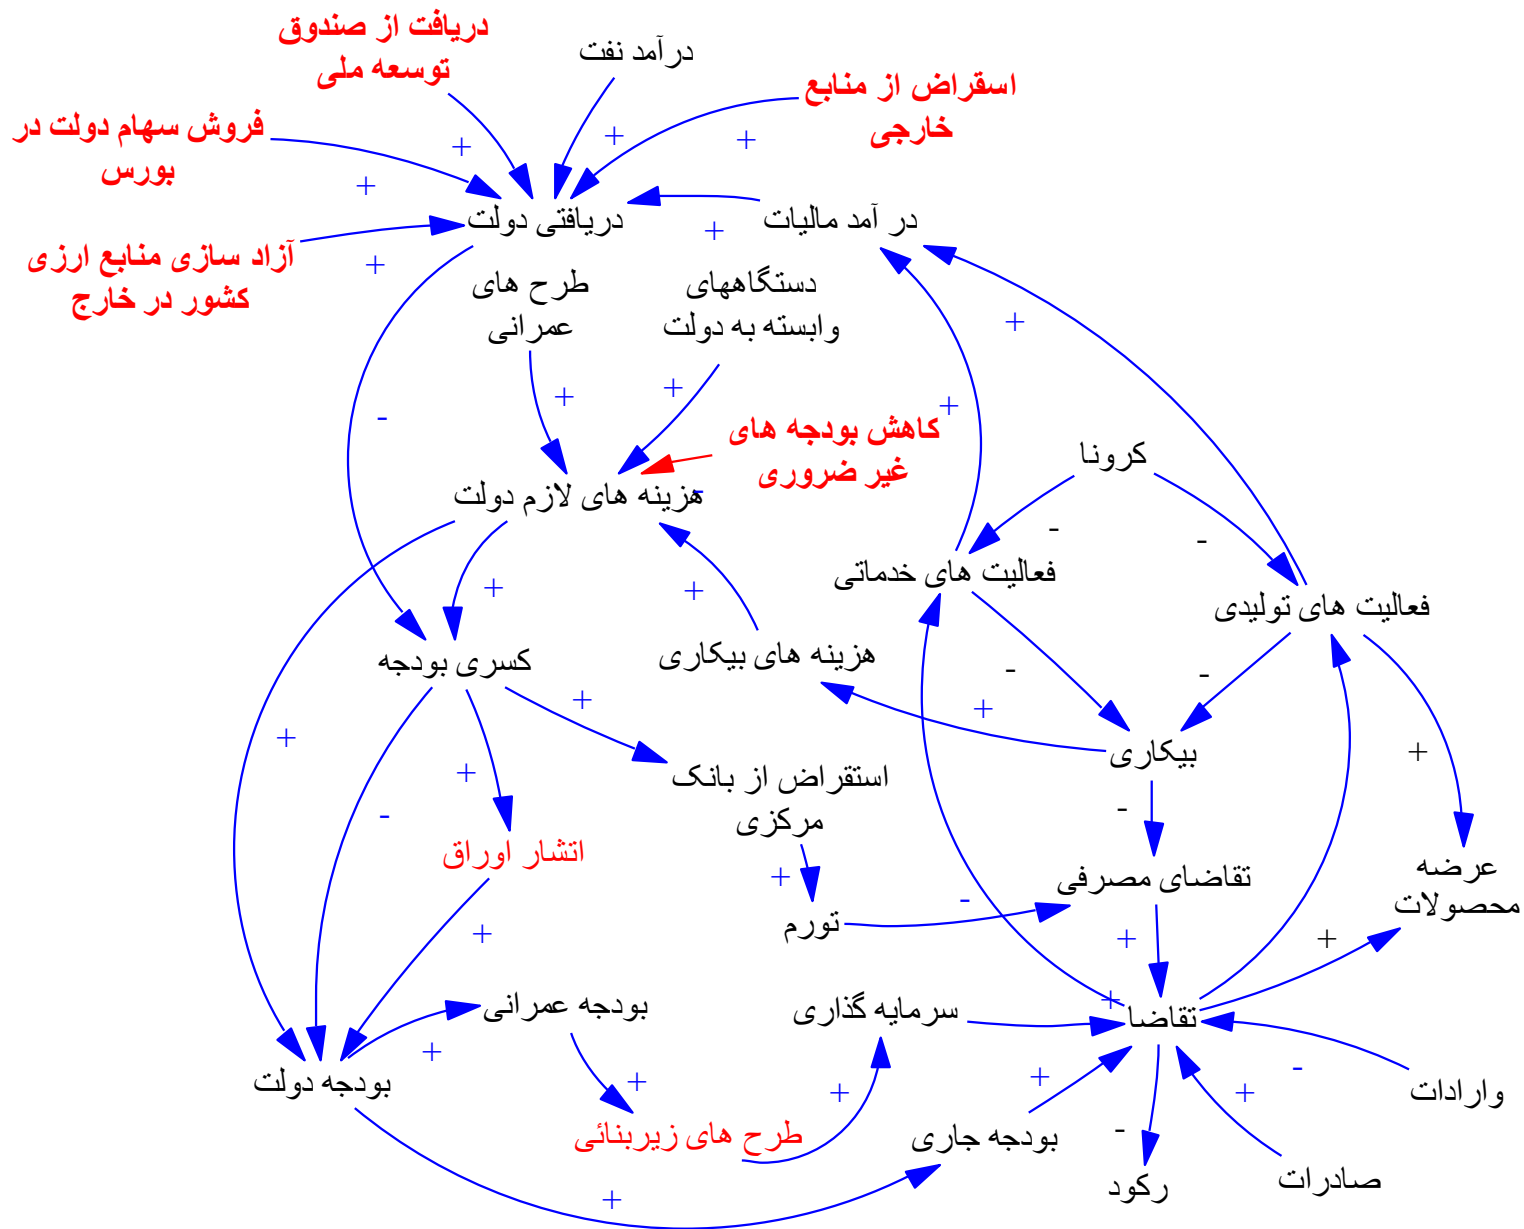 دریافت از صندوق
توسعه ملی
درآمد نفت
اسقراض از منابع
خارجی
فروش سهام دولت در
بورس
+
+
+
+
دریافتی دولت
در آمد مالیات
+
آزاد سازی منابع ارزی
کشور در خارج
+
طرح های
عمرانی
دستگاههای
وابسته به دولت
+
-
+
+
+
کاهش بودجه های
غیر ضروری
کرونا
هزینه های لازم دولت
-
-
-
فعالیت های خدماتی
فعالیت های تولیدی
+
+
کسری بودجه
هزینه های بیکاری
-
-
+
+
+
بیکاری
+
+
استقراض از بانک
مرکزی
-
-
اتشار اوراق
+
تقاضای مصرفی
عرضه
محصولات
تورم
-
+
+
+
بودجه عمرانی
سرمایه گذاری
+
تقاضا
+
بودجه دولت
+
+
+
-
+
وارادات
طرح های زیربنائی
بودجه جاری
-
رکود
صادرات
+